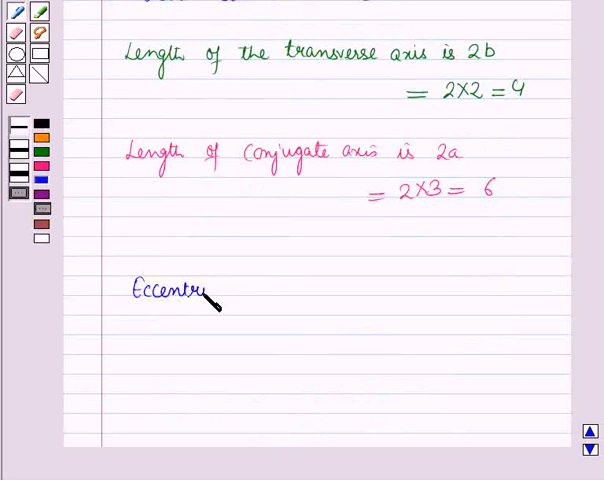 Length of the transverse axis is 2b
= 2×2 = 4
Length of conjugate axis is 2a
= 2×3 = 6
Eccentri